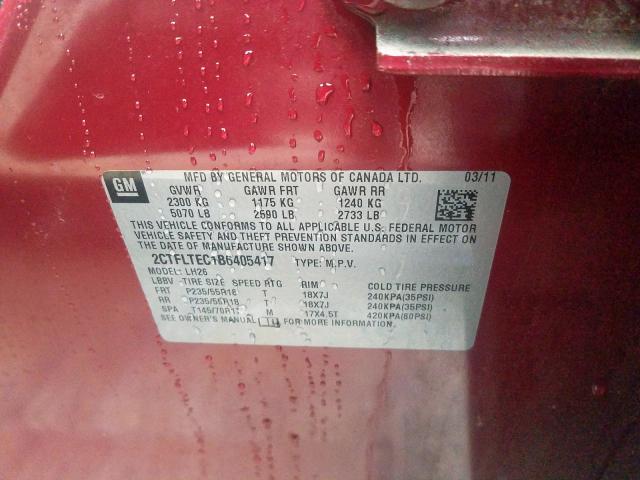 GM
MFD BY GENERAL MOTORS OF CANADA LTD. 03/11
GVWR GAWR FRT GAWR RR
2300 KG 1175 KG 1240 KG
5070 LB 2590 LB 2733 LB
THIS VEHICLE CONFORMS TO ALL APPLICABLE U.S. FEDERAL MOTOR
VEHICLE SAFETY AND THEFT PREVENTION STANDARDS IN EFFECT ON
THE DATE OF MANUFACTURE SHOWN ABOVE.
2CTFLTEC1B6405417 TYPE: M.P.V.
MODEL: LH26
LBBV TIRE SIZE SPEED RTG RIM COLD TIRE PRESSURE
FRT P235/55R18 T 18X7J 240KPA(35PSI)
RR P235/55R18 T 18X7J 240KPA(35PSI)
SPA T145/70R17 M 17X4.5T 420KPA(60PSI)
SEE OWNER'S MANUAL FOR MORE INFORMATION